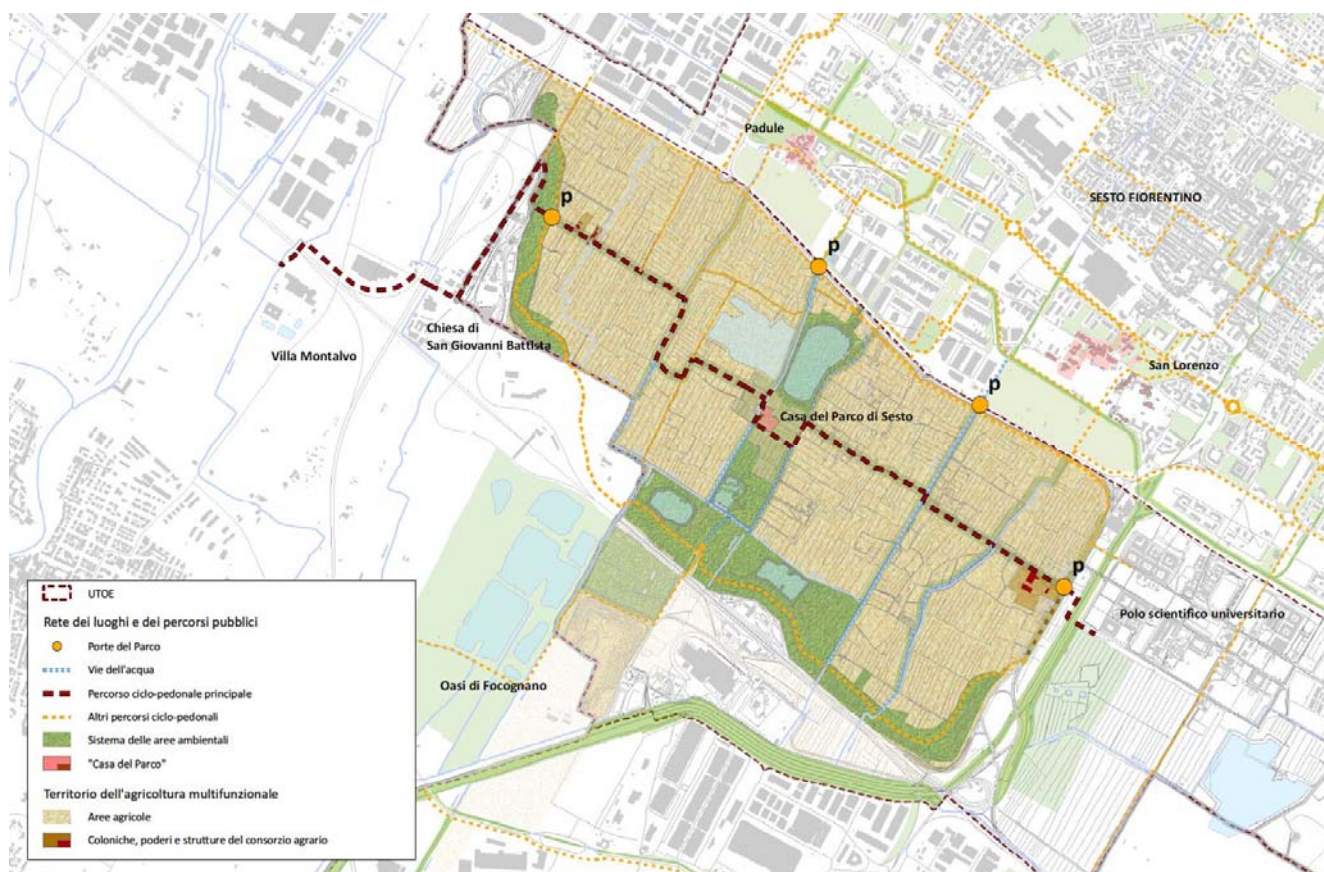 Padule
SESTO FIORENTINO
p
p
Chiesa di
San Giovanni Battista
Villa Montalvo
San Lorenzo
p
Casa del Parco di Sesto
p
Polo scientifico universitario
Oasi di Focognano
UTOE
Rete dei luoghi e dei percorsi pubblici
Porte del Parco
Vie dell'acqua
Percorso ciclo-pedonale principale
Altri percorsi ciclo-pedonali
Sistema delle aree ambientali
"Casa del Parco"
Territorio dell'agricoltura multifunzionale
Aree agricole
Coloniche, poderi e strutture del consorzio agrario